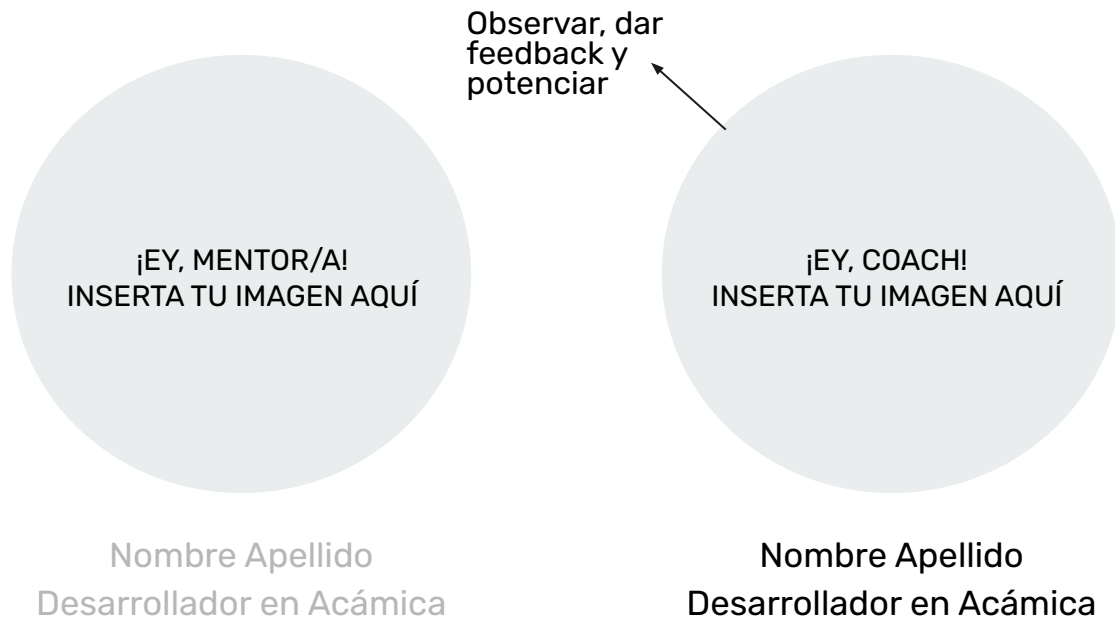 Observar, dar
feedback y
potenciar
¡EY, MENTOR/A!
INSERTA TU IMAGEN AQUÍ
¡EY, COACH!
INSERTA TU IMAGEN AQUÍ
Nombre Apellido
Desarrollador en Acámica
Nombre Apellido
Desarrollador en Acámica